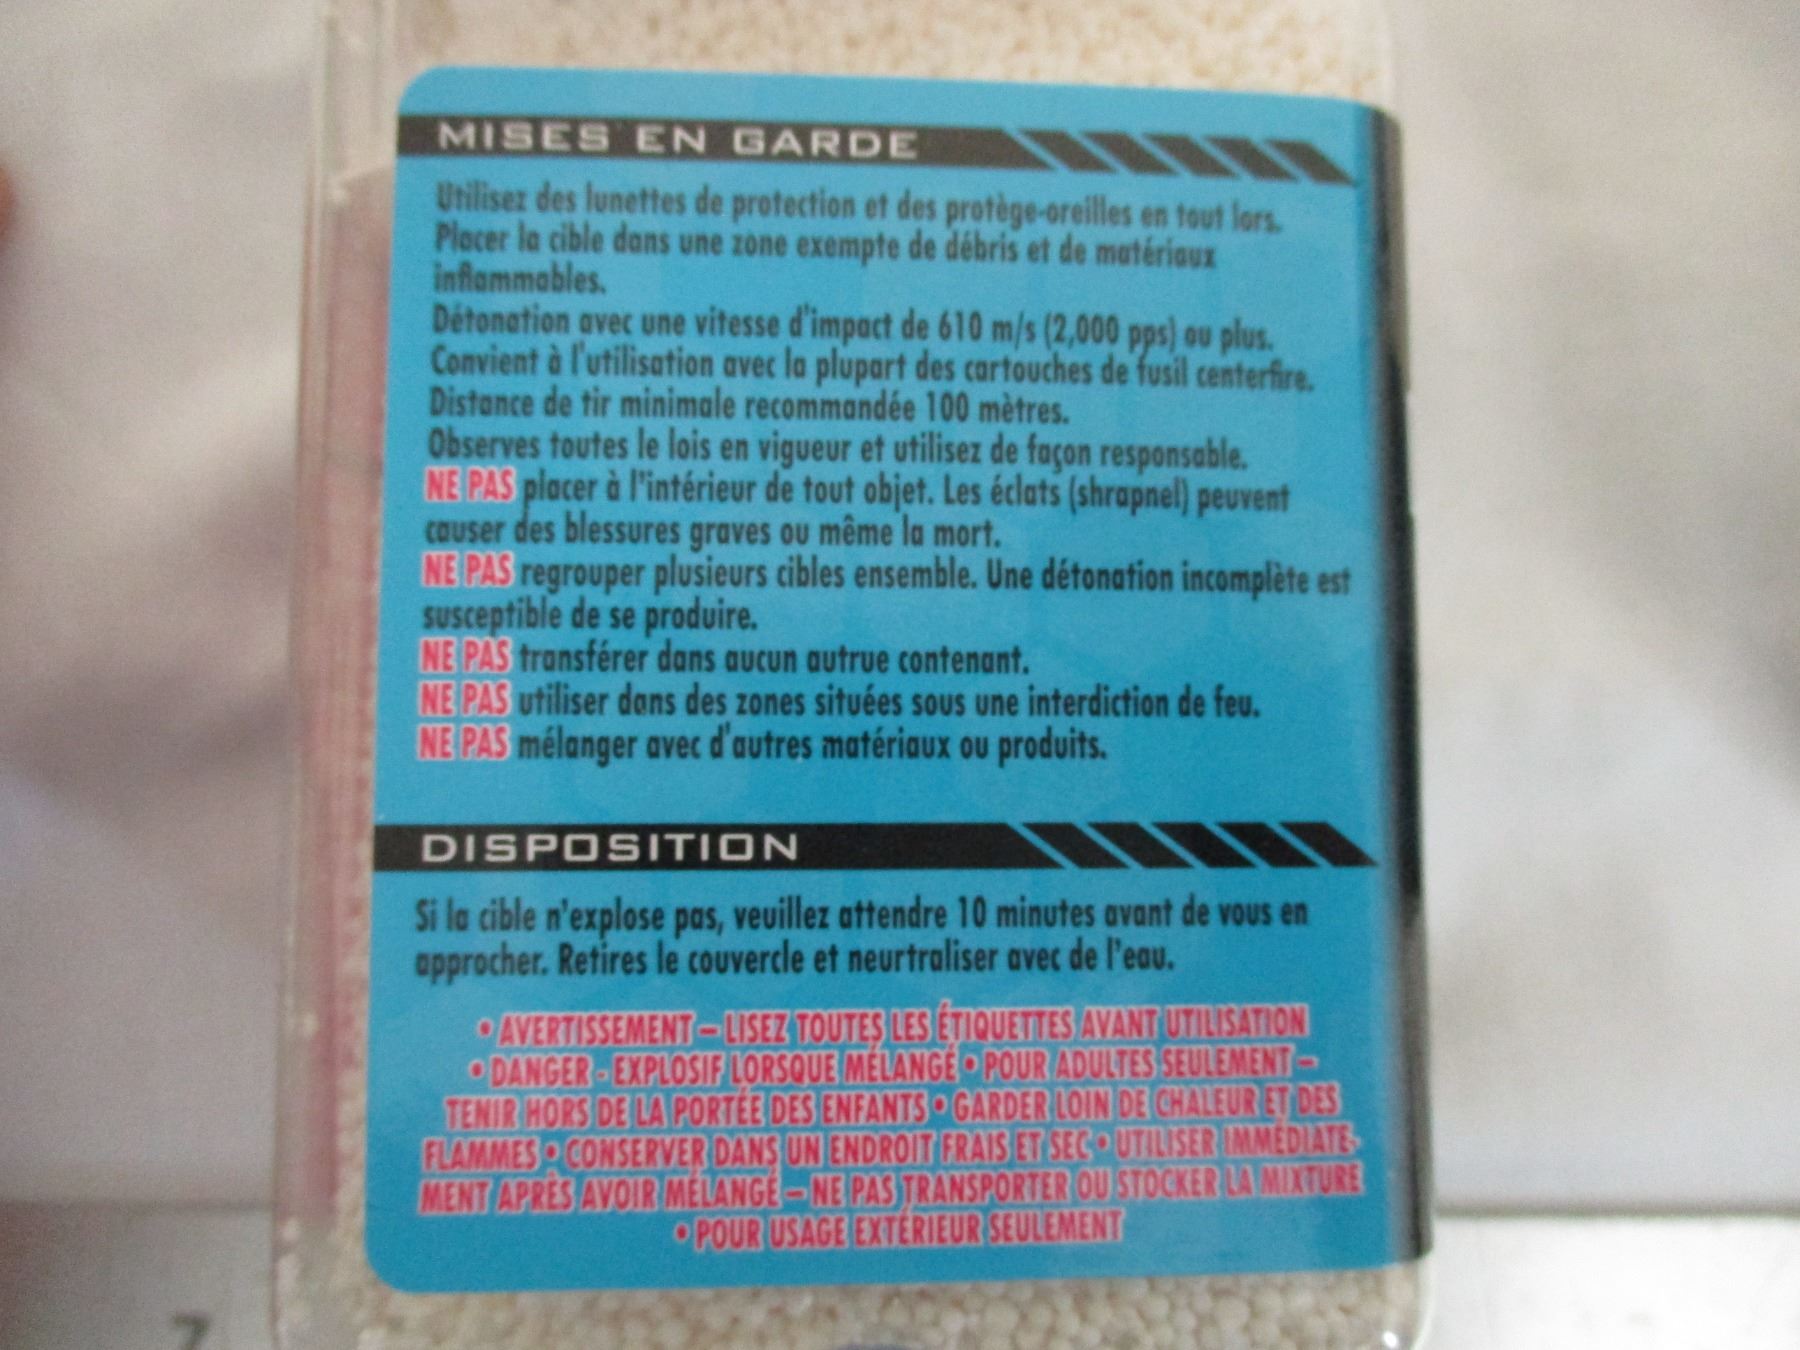 MISES EN GARDE
Utilisez des lunettes de protection et des protège-oreilles en tout lors.
Placer la cible dans une zone exempte de débris et de matériaux
inflammables.
Détonation avec une vitesse d'impact de 610 m/s (2,000 pps) ou plus.
Convient à l'utilisation avec la plupart des cartouches de fusil centerfire.
Distance de tir minimale recommandée 100 mètres.
Observes toutes le lois en vigueur et utilisez de façon responsable.
NE PAS placer à l'intérieur de tout objet. Les éclats (shrapnel) peuvent
causer des blessures graves ou même la mort.
NE PAS regrouper plusieurs cibles ensemble. Une détonation incomplète est
susceptible de se produire.
NE PAS transférer dans aucun autrue contenant.
NE PAS utiliser dans des zones situées sous une interdiction de feu.
NE PAS mélanger avec d'autres matériaux ou produits.
DISPOSITION
Si la cible n'explose pas, veuillez attendre 10 minutes avant de vous en
approcher. Retires le couvercle et neurtraliser avec de l'eau.
• AVERTISSEMENT – LISEZ TOUTES LES ÉTIQUETTES AVANT UTILISATION
• DANGER - EXPLOSIF LORSQUE MÉLANGÉ • POUR ADULTES SEULEMENT –
TENIR HORS DE LA PORTÉE DES ENFANTS • GARDER LOIN DE CHALEUR ET DES
FLAMMES • CONSERVER DANS UN ENDROIT FRAIS ET SEC • UTILISER IMMÉDIATE-
MENT APRÈS AVOIR MÉLANGÉ – NE PAS TRANSPORTER OU STOCKER LA MIXTURE
• POUR USAGE EXTÉRIEUR SEULEMENT
7